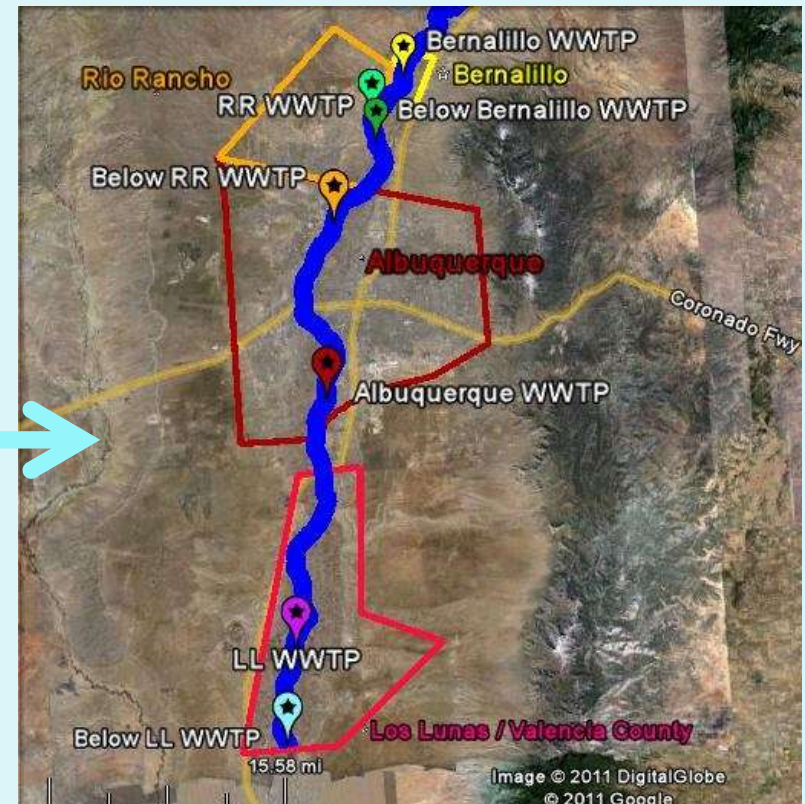 Bernalillo WWTP
Rio Rancho
Bernalillo
RR WWTP
Below Bernalillo WWTP
Below RR WWTP
Albuquerque
Coronado Fwy
Albuquerque WWTP
LL WWTP
Los Lunas / Valencia County
Below LL WWTP
15.58 mi
Image © 2011 DigitalGlobe
© 2011 Google